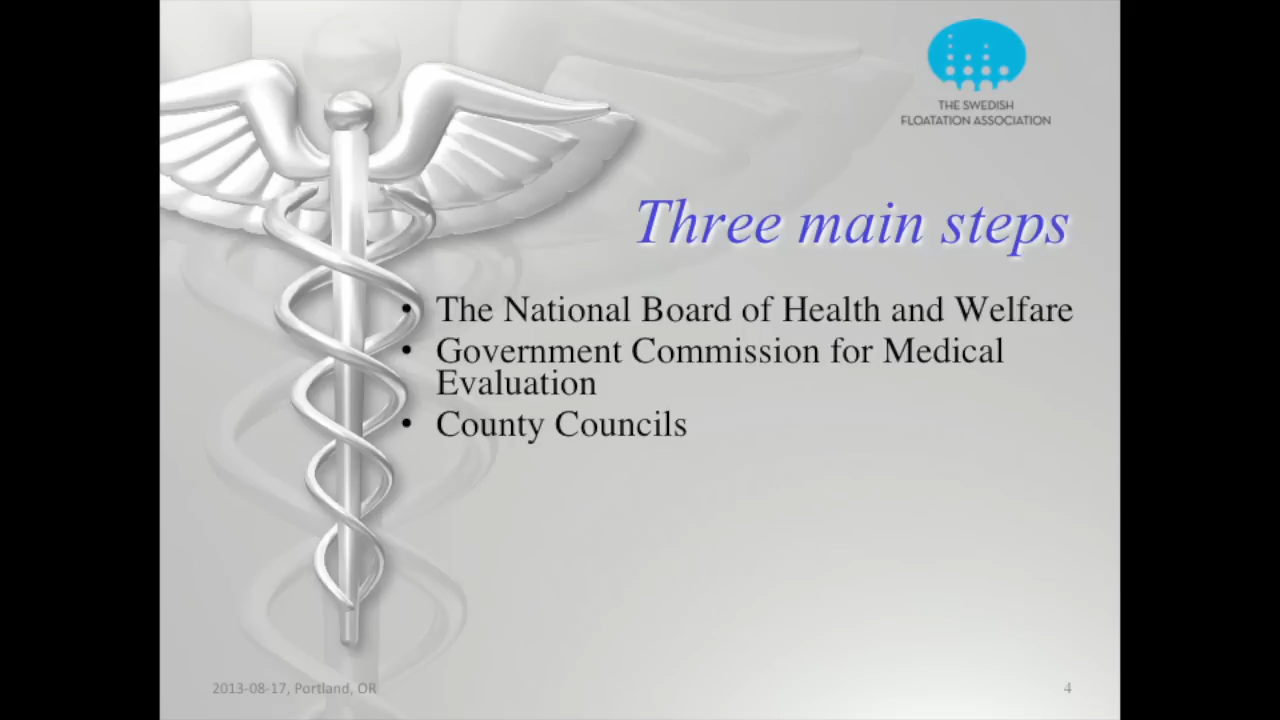 THE SWEDISH
FLOATATION ASSOCIATION
Three main steps
• The National Board of Health and Welfare
• Government Commission for Medical
Evaluation
• County Councils
2013-08-17, Portland, OR
4